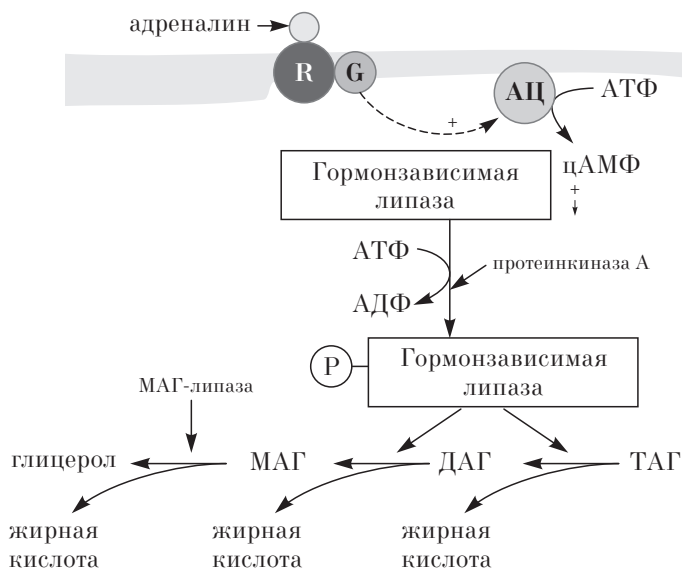 адреналин
R
G
АЦ
АТФ
+
цАМФ
+
Гормонзависимая
липаза
АТФ
протеинкиназа А
АДФ
P
Гормонзависимая
липаза
МАГ-липаза
глицерол
МАГ
ДАГ
ТАГ
жирная
кислота
жирная
кислота
жирная
кислота